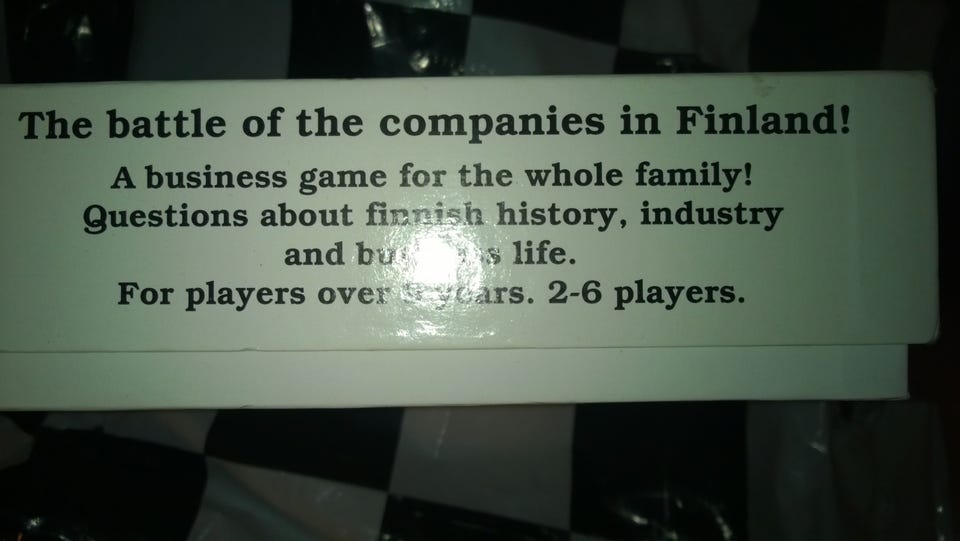 The battle of the companies in Finland!
A business game for the whole family!
Questions about finnish history, industry
and business life.
For players over years. 2-6 players.